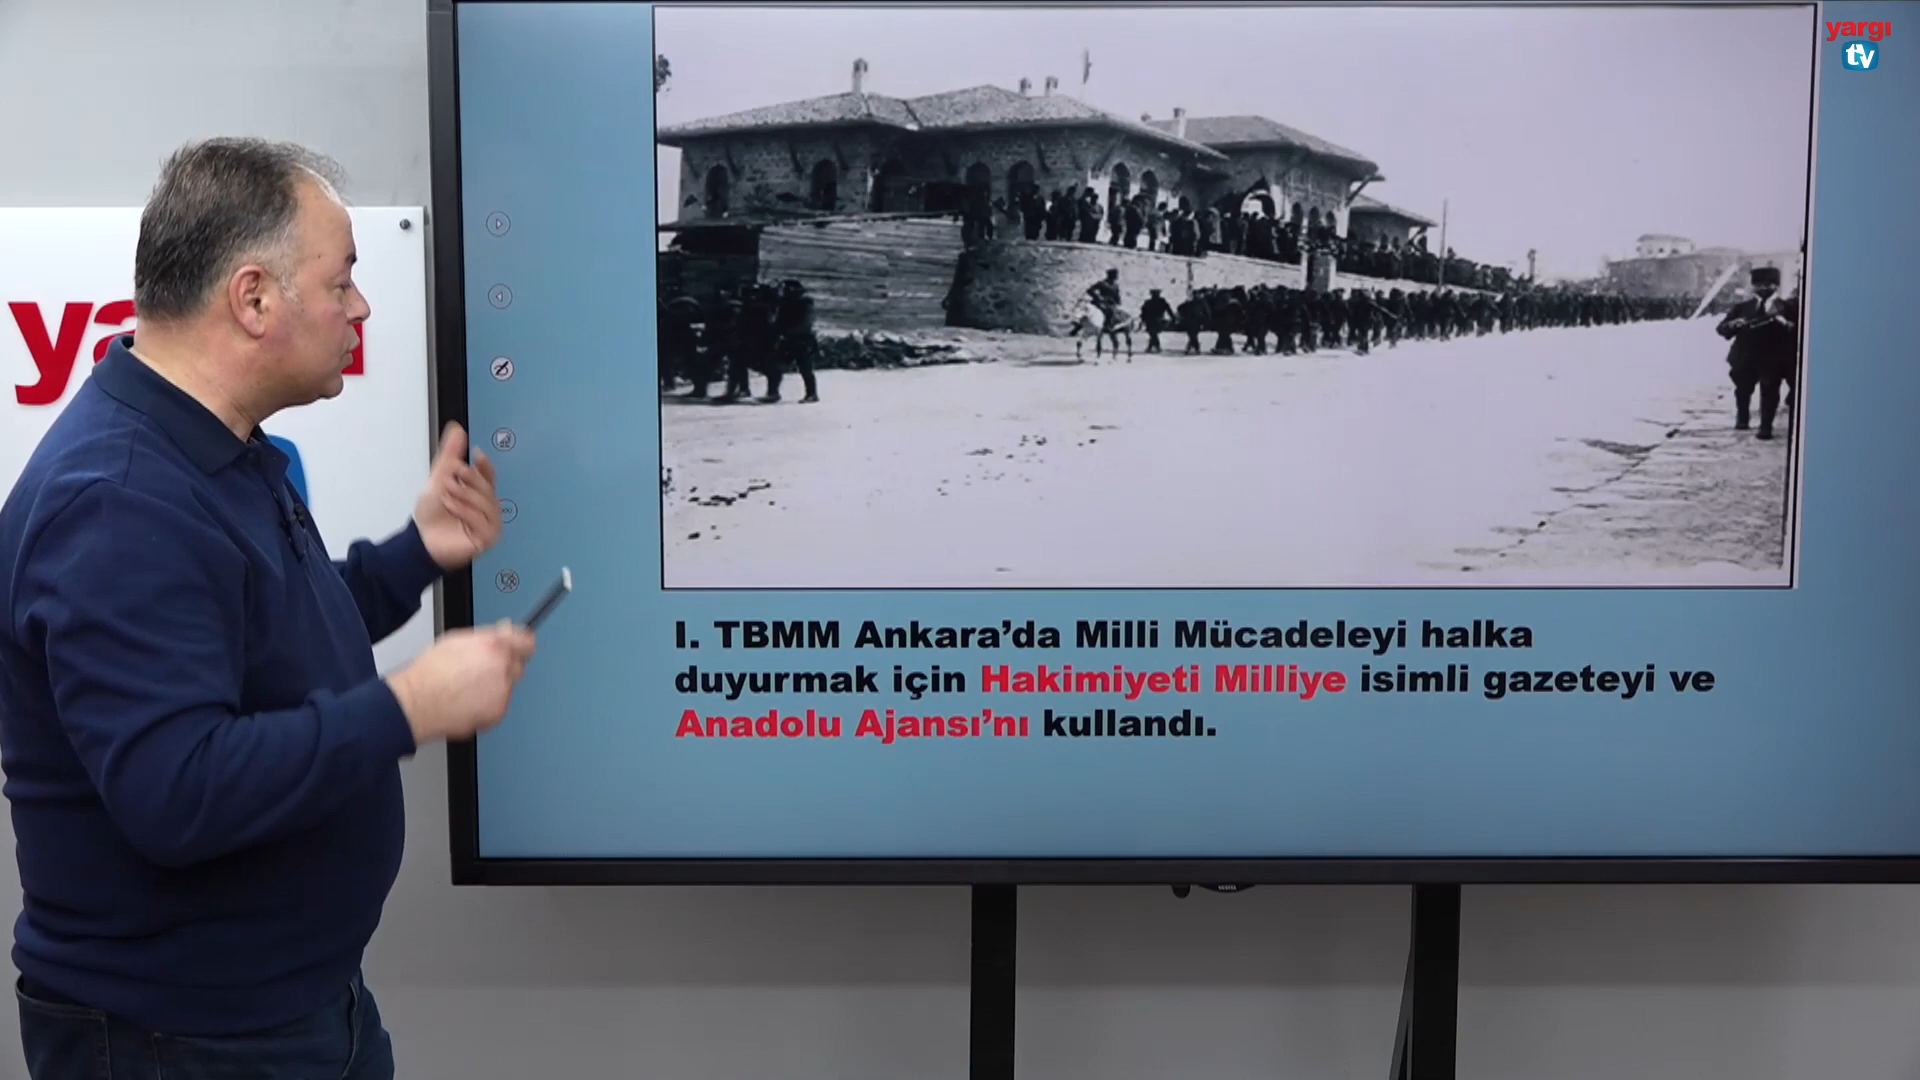 yargı
tv
ya
I. TBMM Ankara'da Milli Mücadeleyi halka
duyurmak için Hakimiyeti Milliye isimli gazeteyi ve
Anadolu Ajansı'nı kullandı.